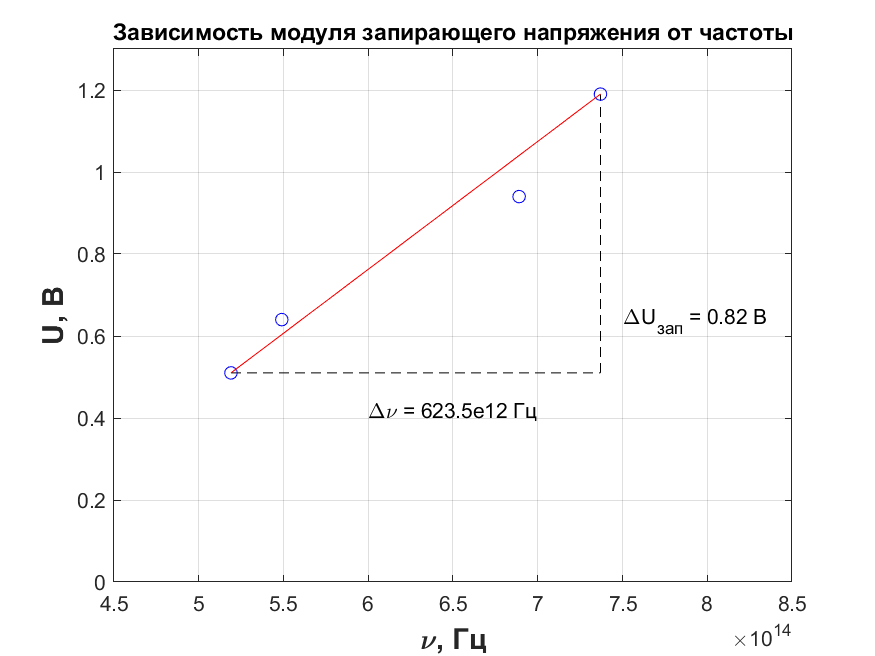 Зависимость модуля запирающего напряжения от частоты
1.2
1
0.8
0.6
0.4
0.2
0
U, В
ΔUзап = 0.82 В
Δν = 623.5e12 Гц
4.5 5 5.5 6 6.5 7 7.5 8 8.5
×10^14
ν, Гц